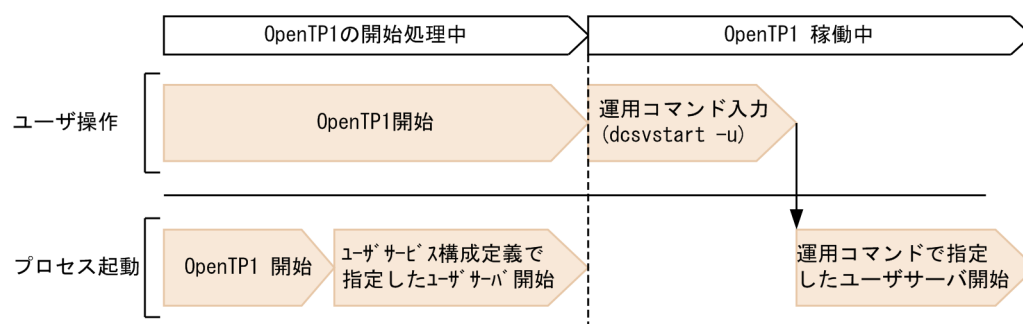 OpenTP1の開始処理中
OpenTP1 稼働中
ユーザ操作
OpenTP1開始
運用コマンド入力
(dcsvstart -u)
プロセス起動
OpenTP1 開始
ﾕｰｻﾞｻｰﾋﾞｽ構成定義で
指定したﾕｰｻﾞｻｰﾊﾞ開始
運用コマンドで指定
したユーザサーバ開始